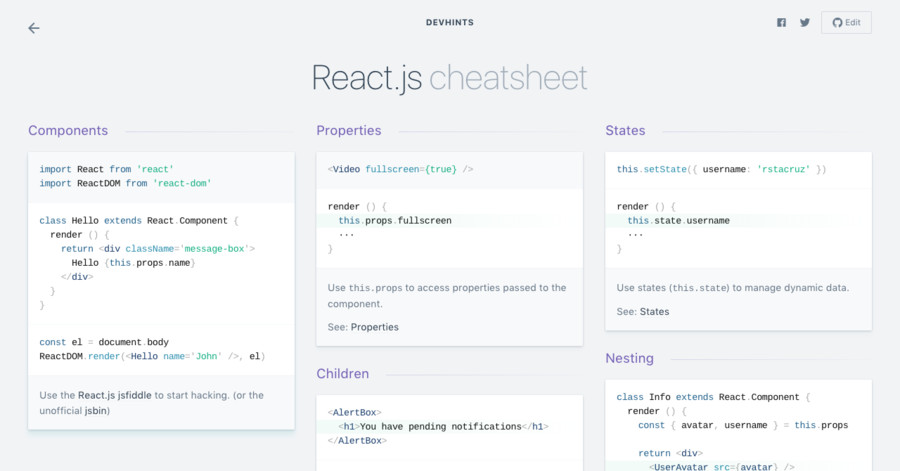 DEVHINTS
Edit
React.js cheatsheet
Components
import React from 'react'
import ReactDOM from 'react-dom'
class Hello extends React.Component {
render () {
return <div className='message-box'>
Hello {this.props.name}
</div>
}
}
const el = document.body
ReactDOM.render(<Hello name='John' />, el)
Use the React.js jsfiddle to start hacking. (or the
unofficial jsbin)
Properties
<Video fullscreen={true} />
render () {
this.props.fullscreen
...
}
Use this.props to access properties passed to the
component.
See: Properties
Children
<AlertBox>
<h1>You have pending notifications</h1>
</AlertBox>
States
this.setState({ username: 'rstacruz' })
render () {
this.state.username
...
}
Use states (this.state) to manage dynamic data.
See: States
Nesting
class Info extends React.Component {
render () {
const { avatar, username } = this.props
return <div>
<UserAvatar src={avatar} />